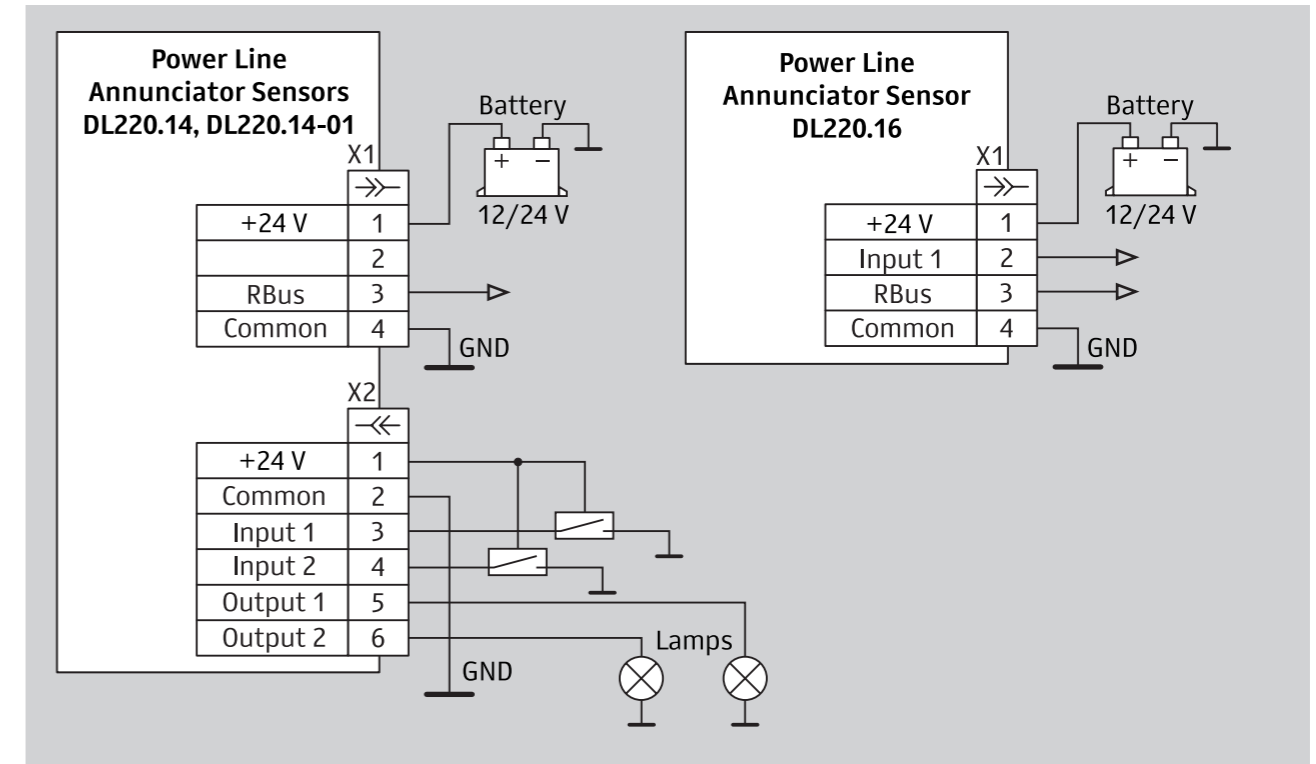 Power Line
Annunciator Sensors
DL220.14, DL220.14-01
Battery
+ −
12/24 V
X1
+24 V 1
2
RBus 3
Common 4
GND
X2
+24 V 1
Common 2
Input 1 3
Input 2 4
Output 1 5
Output 2 6
GND
Lamps
Power Line
Annunciator Sensor
DL220.16
Battery
+ −
12/24 V
X1
+24 V 1
Input 1 2
RBus 3
Common 4
GND